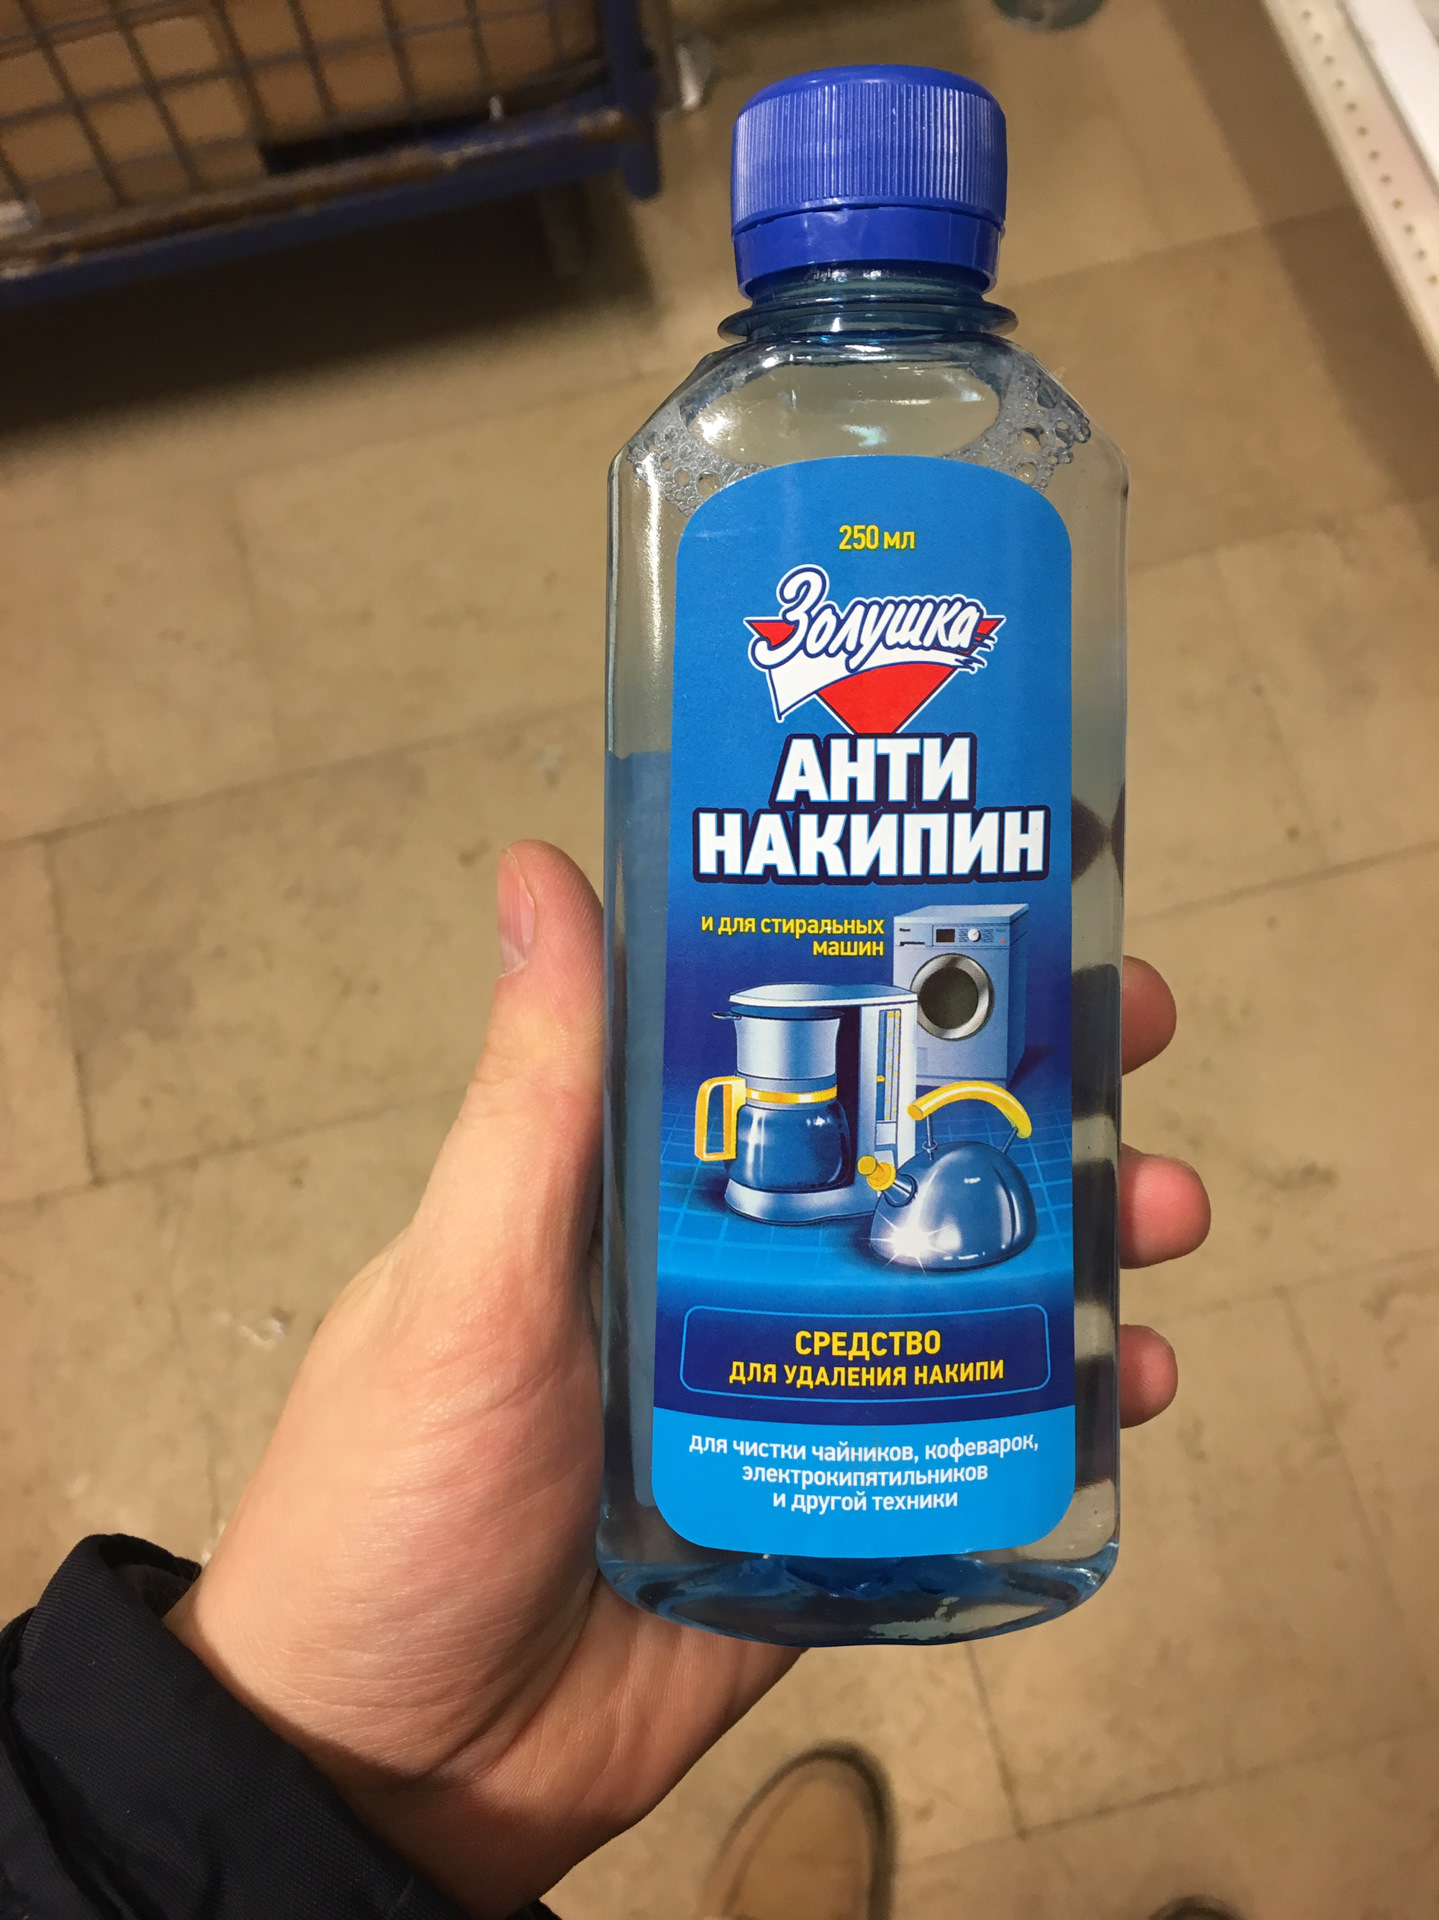 250 мл
Золушка
АНТИ
НАКИПИН
и для стиральных
машин
СРЕДСТВО
ДЛЯ УДАЛЕНИЯ НАКИПИ
для чистки чайников, кофеварок,
электрокипятильников
и другой техники